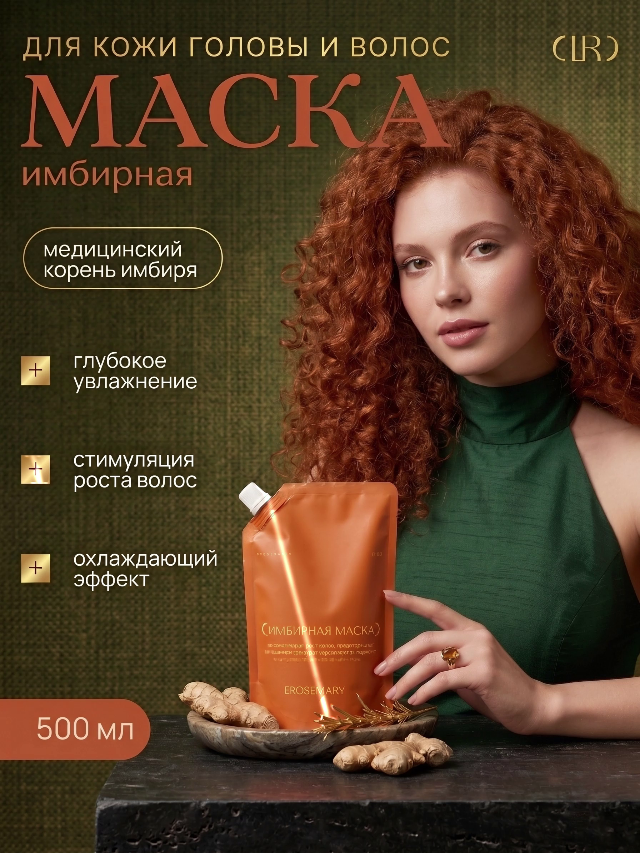 ДЛЯ КОЖИ ГОЛОВЫ И ВОЛОС
МАСКА
имбирная
медицинский
корень имбиря
глубокое
увлажнение
стимуляция
роста волос
охлаждающий
эффект
(ИМБИРНАЯ МАСКА)
EROSEMARY
500 мл